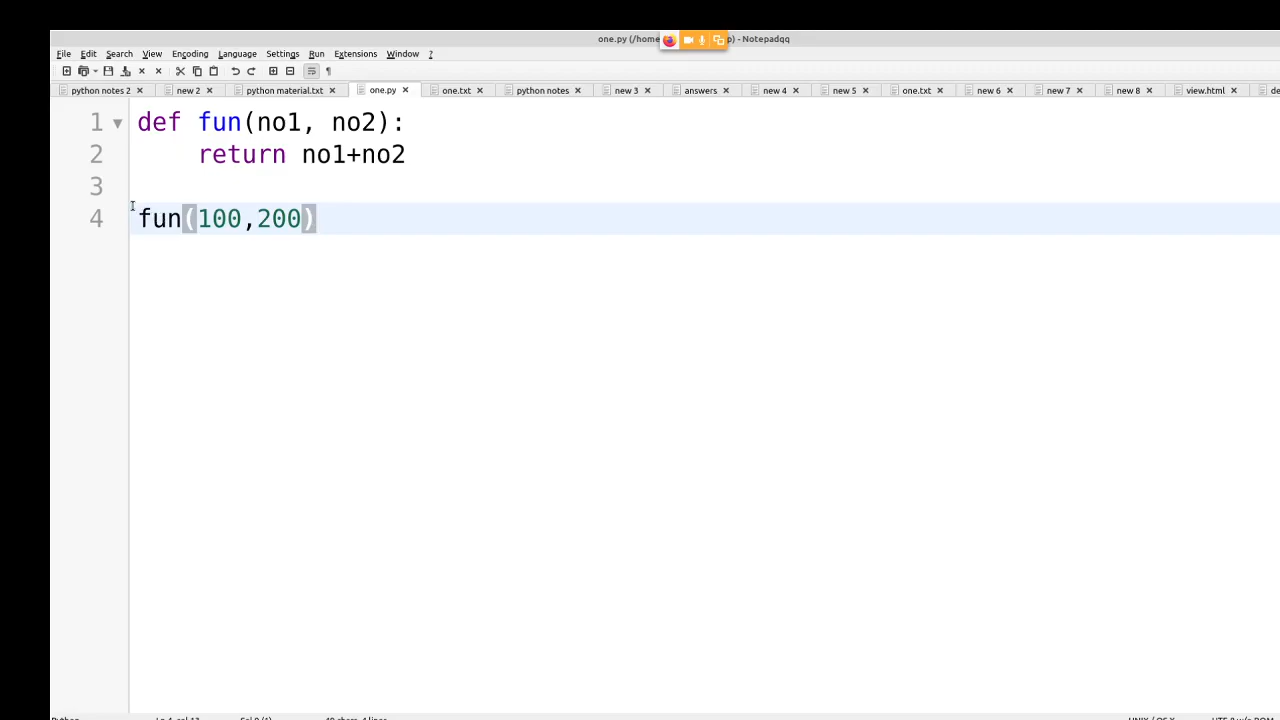 one.py (/home p) - Notepadqq
File Edit Search View Encoding Language Settings Run Extensions Window ?
python notes 2 new 2 python material.txt one.py one.txt python notes new 3 answers new 4 new 5 one.txt new 6 new 7 new 8 view.html de
1 def fun(no1, no2):
2 return no1+no2
3
4 fun(100,200)